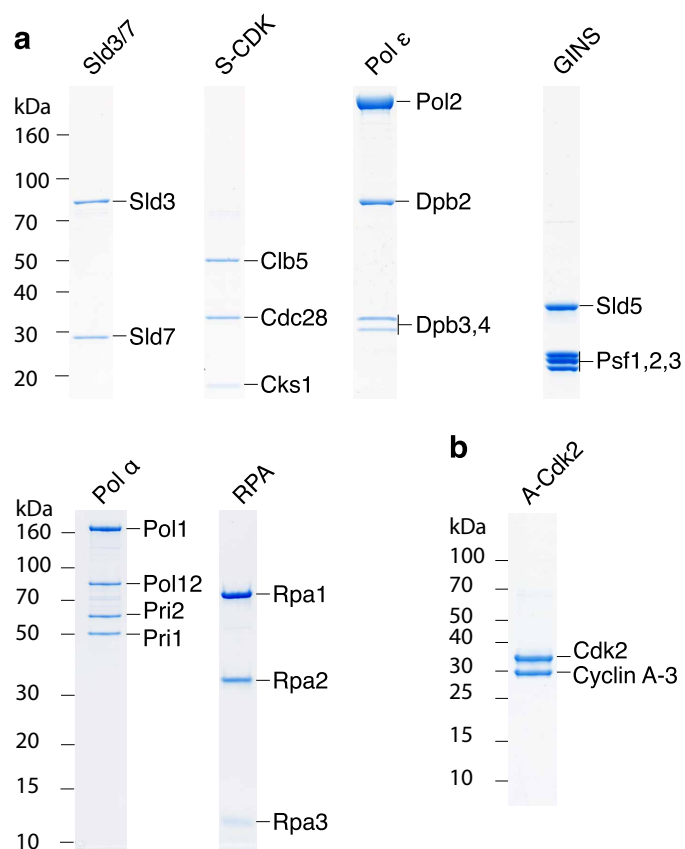 a
Sld3/7
S-CDK
Pol ε
GINS
kDa
160
100
70
50
40
30
20
Sld3
Sld7
Clb5
Cdc28
Cks1
Pol2
Dpb2
Dpb3,4
Sld5
Psf1,2,3
Pol α
RPA
kDa
160
100
70
50
30
20
15
10
Pol1
Pol12
Pri2
Pri1
Rpa1
Rpa2
Rpa3
b
A-Cdk2
kDa
100
70
50
40
30
25
15
10
Cdk2
Cyclin A-3